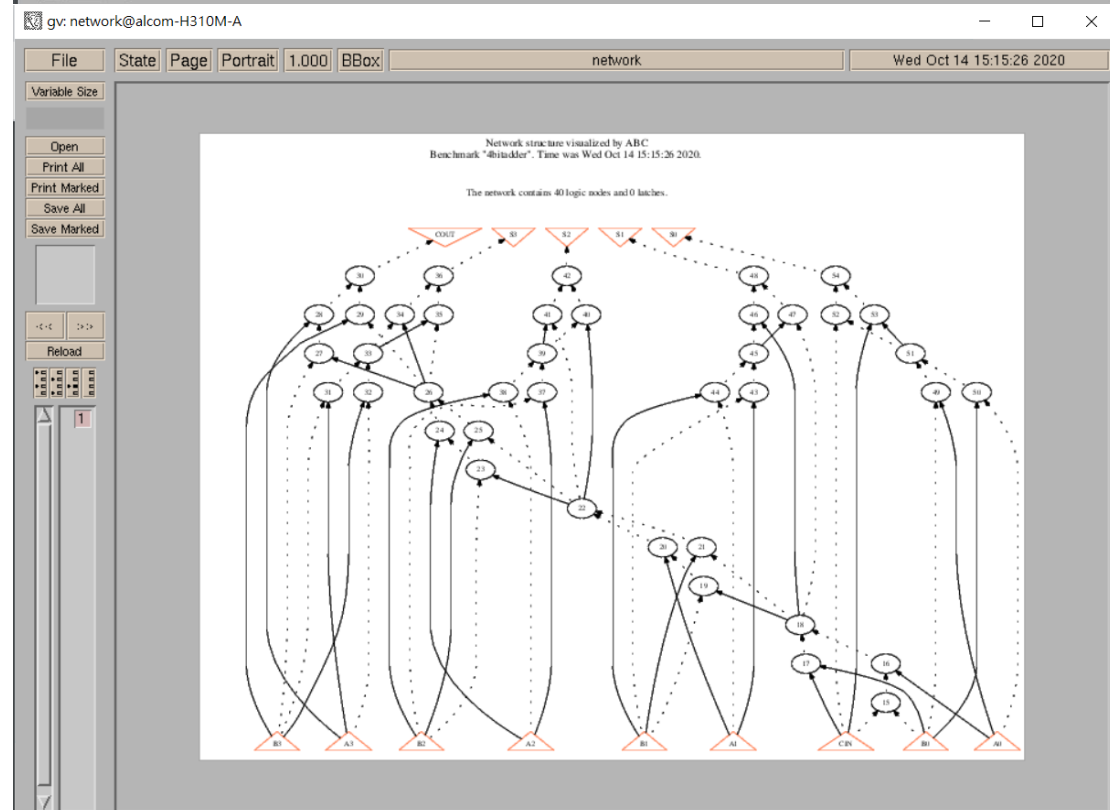 gv: network@alcom-H310M-A
File State Page Portrait 1.000 BBox network Wed Oct 14 15:15:26 2020
Variable Size
Open
Print All
Print Marked
Save All
Save Marked
<< >>
Reload
1
Network structure visualized by ABC
Benchmark "4bitadder". Time was Wed Oct 14 15:15:26 2020.
The network contains 40 logic nodes and 0 latches.
COUT S3 S2 S1 S0
30 36 42 48 54
28 29 34 35 41 40 46 47 52 53
27 33 39 45 51
31 32 26 38 37 44 43 49 50
24 25
23
22
20 21
19
18
17 16
15
B3 A3 B2 A2 B1 A1 CIN B0 A0